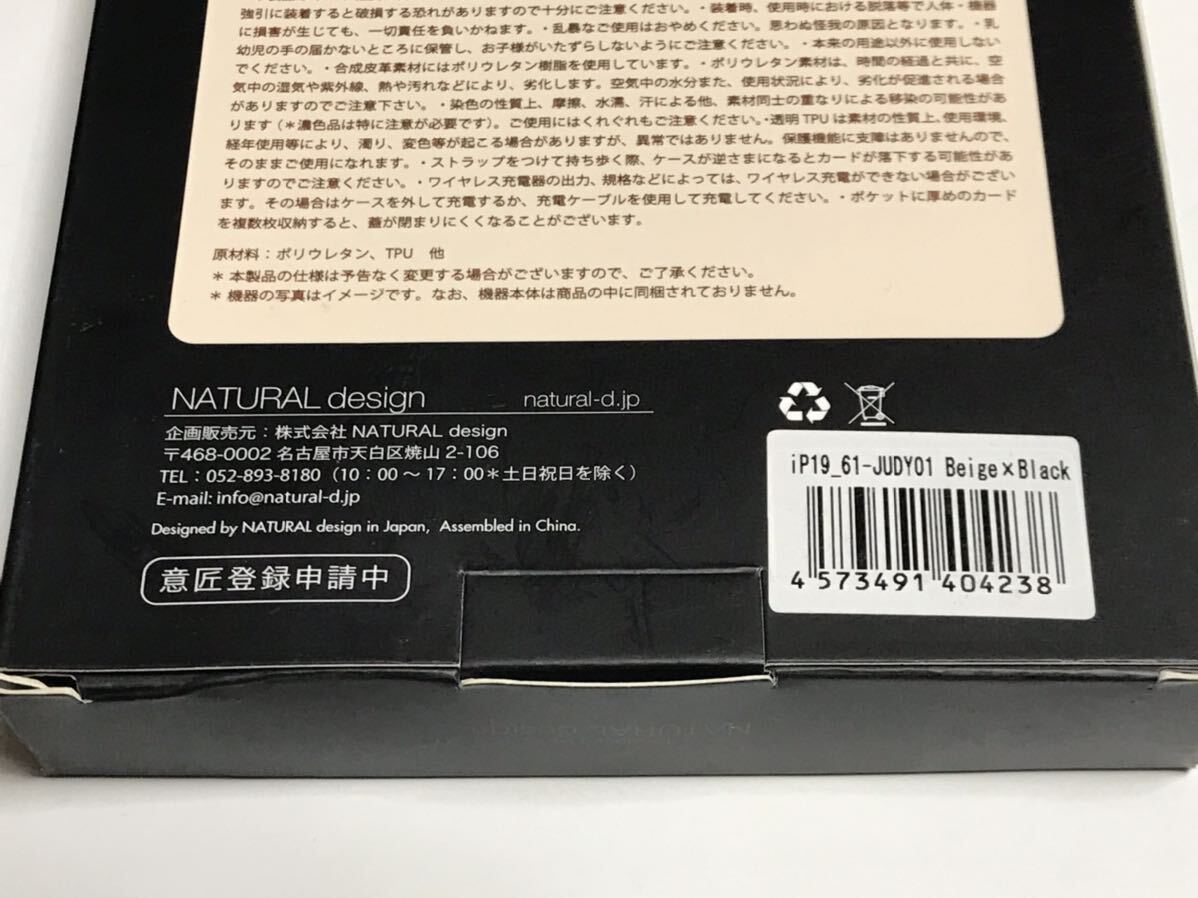 強引に装着すると破損する恐れがありますので十分にご注意ください。・装着時、使用時における脱落等で人体・機器
に損害が生じても、一切責任を負いかねます。・乱暴なご使用はおやめください。思わぬ怪我の原因となります。・乳
幼児の手の届かないところに保管し、お子様がいたずらしないようにご注意ください。・本来の用途以外に使用しない
でください。・合成皮革素材にはポリウレタン樹脂を使用しています。・ポリウレタン素材は、時間の経過と共に、空
気中の湿気や紫外線、熱や汚れなどにより、劣化します。空気中の水分また、使用状況により、劣化が促進される場合
がありますのでご注意下さい。・染色の性質上、摩擦、水濡、汗による他、素材同士の重なりによる移染の可能性があ
ります（＊濃色品は特に注意が必要です）。ご使用にはくれぐれもご注意ください。・透明 TPU は素材の性質上、使用環境、
経年使用等により、濁り、変色等が起こる場合がありますが、異常ではありません。保護機能に支障はありませんので、
そのままご使用になれます。・ストラップをつけて持ち歩く際、ケースが逆さまになるとカードが落下する可能性があ
りますのでご注意ください。・ワイヤレス充電器の出力、規格などによっては、ワイヤレス充電ができない場合がござい
ます。その場合はケースを外して充電するか、充電ケーブルを使用して充電してください。・ポケットに厚めのカード
を複数枚収納すると、蓋が閉まりにくくなることがございます。
原材料：ポリウレタン、TPU 他
＊本製品の仕様は予告なく変更する場合がございますので、ご了承ください。
＊機器の写真はイメージです。なお、機器本体は商品の中に同梱されておりません。
NATURAL design natural-d.jp
企画販売元：株式会社 NATURAL design
〒468-0002 名古屋市天白区焼山 2-106
TEL：052-893-8180（10：00 ～ 17：00＊土日祝日を除く）
E-mail: info@natural-d.jp
Designed by NATURAL design in Japan, Assembled in China.
意匠登録申請中
iP19_61-JUDY01 Beige×Black
4 573491 404238
NATURAL design